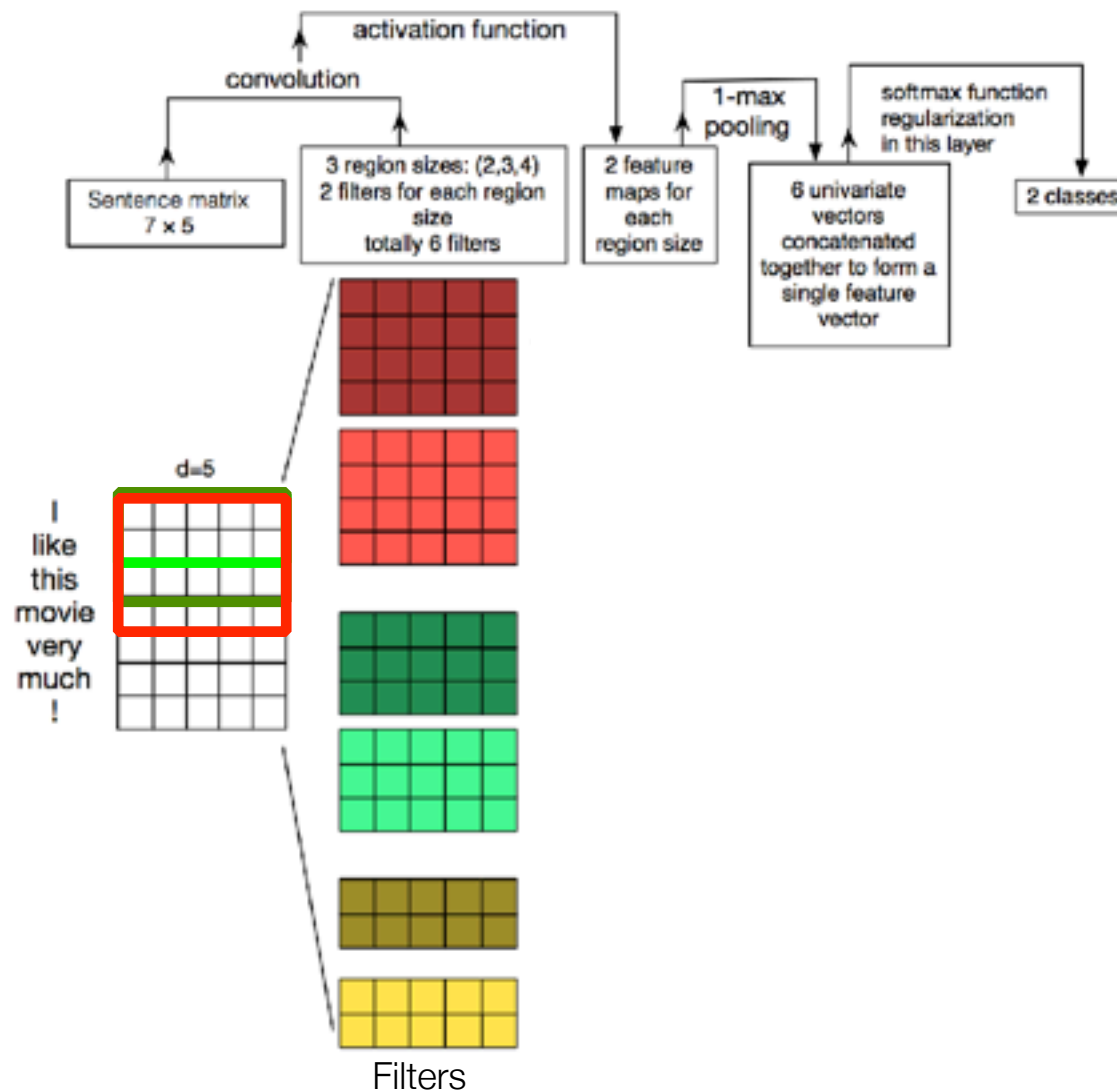 activation function
convolution
1-max
pooling
softmax function
regularization
in this layer
Sentence matrix
7 × 5
3 region sizes: (2,3,4)
2 filters for each region
size
totally 6 filters
2 feature
maps for
each
region size
6 univariate
vectors
concatenated
together to form a
single feature
vector
2 classes
d=5
I
like
this
movie
very
much
!
Filters